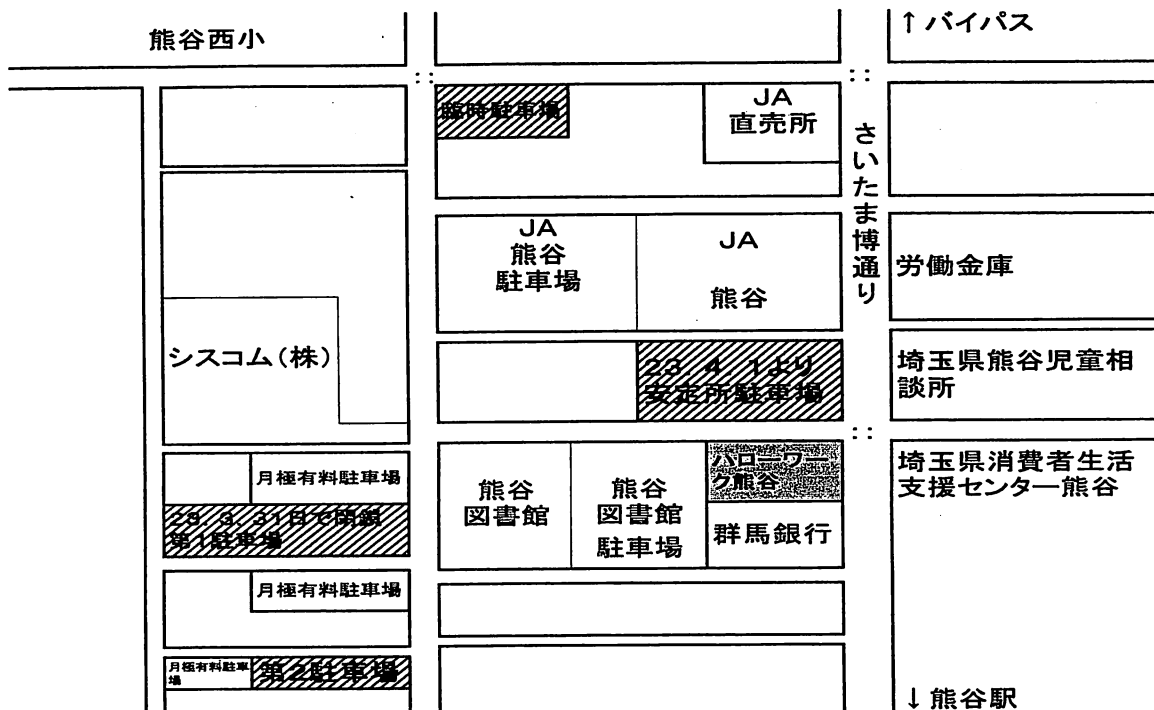 熊谷西小
↑バイパス
臨時駐車場
JA
直売所
さいたま博通り
JA
熊谷
駐車場
JA
熊谷
労働金庫
シスコム(株)
23.4.1より
安定所駐車場
埼玉県熊谷児童相
談所
月極有料駐車場
23.3.31日で閉鎖
第1駐車場
熊谷
図書館
熊谷
図書館
駐車場
ハローワー
ク熊谷
群馬銀行
埼玉県消費者生活
支援センター熊谷
月極有料駐車場
月極有料駐車
場
第2駐車場
↓熊谷駅